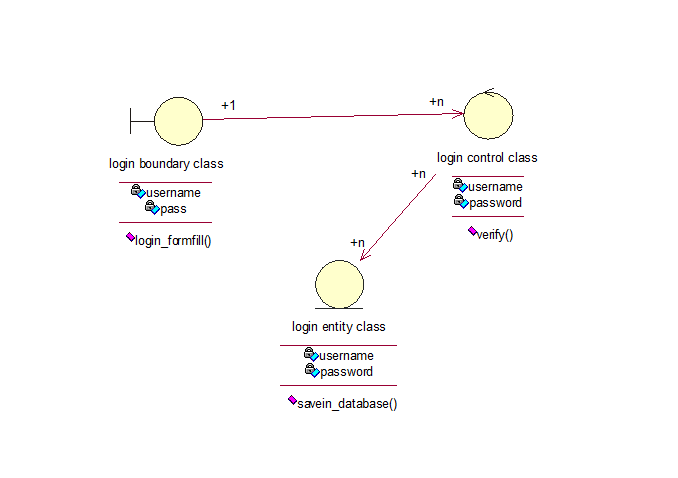 +1
+n
login boundary class
username
pass
login_formfill()
login control class
username
password
verify()
+n
+n
login entity class
username
password
savein_database()